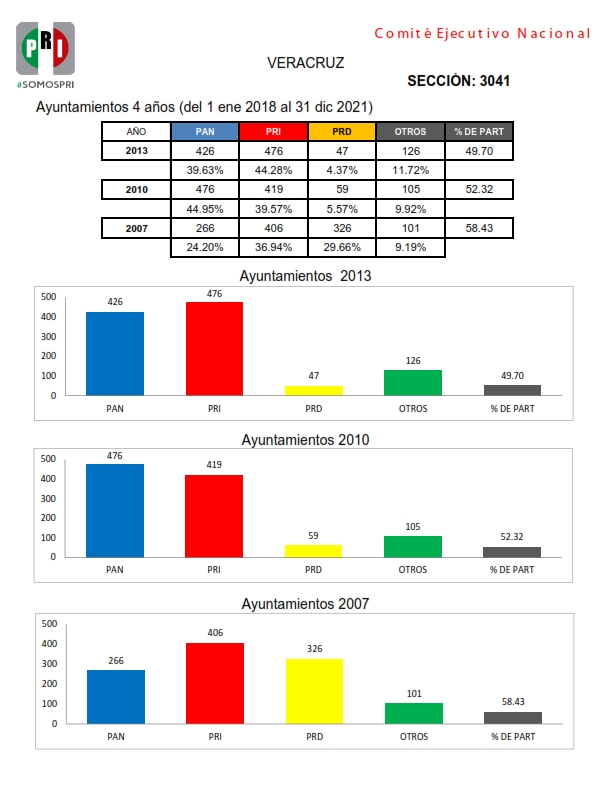 Comité Ejecutivo Nacional
PRI
#SOMOSPRI
VERACRUZ
SECCIÓN: 3041
Ayuntamientos 4 años (del 1 ene 2018 al 31 dic 2021)
AÑO PAN PRI PRD OTROS % DE PART
2013 426 476 47 126 49.70
39.63% 44.28% 4.37% 11.72%
2010 476 419 59 105 52.32
44.95% 39.57% 5.57% 9.92%
2007 266 406 326 101 58.43
24.20% 36.94% 29.66% 9.19%
Ayuntamientos 2013
500
400
300
200
100
0
426 476 47 126 49.70
PAN PRI PRD OTROS % DE PART
Ayuntamientos 2010
500
400
300
200
100
0
476 419 59 105 52.32
PAN PRI PRD OTROS % DE PART
Ayuntamientos 2007
500
400
300
200
100
0
266 406 326 101 58.43
PAN PRI PRD OTROS % DE PART